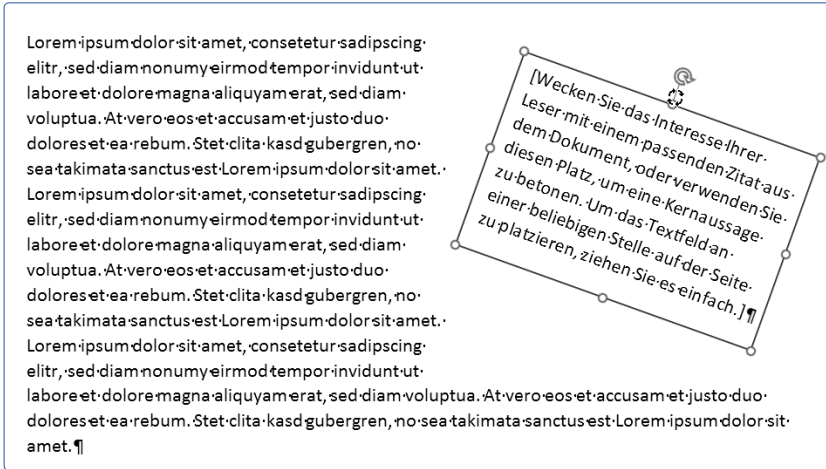 Lorem·ipsum·dolor·sit·amet,·consetetur·sadipscing·
elitr,·sed·diam·nonumy·eirmod·tempor·invidunt·ut·
labore·et·dolore·magna·aliquyam·erat,·sed·diam·
voluptua.·At·vero·eos·et·accusam·et·justo·duo·
dolores·et·ea·rebum.·Stet·clita·kasd·gubergren,·no·
sea·takimata·sanctus·est·Lorem·ipsum·dolor·sit·amet.·
Lorem·ipsum·dolor·sit·amet,·consetetur·sadipscing·
elitr,·sed·diam·nonumy·eirmod·tempor·invidunt·ut·
labore·et·dolore·magna·aliquyam·erat,·sed·diam·
voluptua.·At·vero·eos·et·accusam·et·justo·duo·
dolores·et·ea·rebum.·Stet·clita·kasd·gubergren,·no·
sea·takimata·sanctus·est·Lorem·ipsum·dolor·sit·amet.·
Lorem·ipsum·dolor·sit·amet,·consetetur·sadipscing·
elitr,·sed·diam·nonumy·eirmod·tempor·invidunt·ut·
labore·et·dolore·magna·aliquyam·erat,·sed·diam·voluptua.·At·vero·eos·et·accusam·et·justo·duo·
dolores·et·ea·rebum.·Stet·clita·kasd·gubergren,·no·sea·takimata·sanctus·est·Lorem·ipsum·dolor·sit·
amet.¶
[Wecken·Sie·das·Interesse·Ihrer·
Leser·mit·einem·passenden·Zitat·aus·
dem·Dokument,·oder·verwenden·Sie·
diesen·Platz,·um·eine·Kernaussage·
zu·betonen.·Um·das·Textfeld·an·
einer·beliebigen·Stelle·auf·der·Seite·
zu·platzieren,·ziehen·Sie·es·einfach.]¶